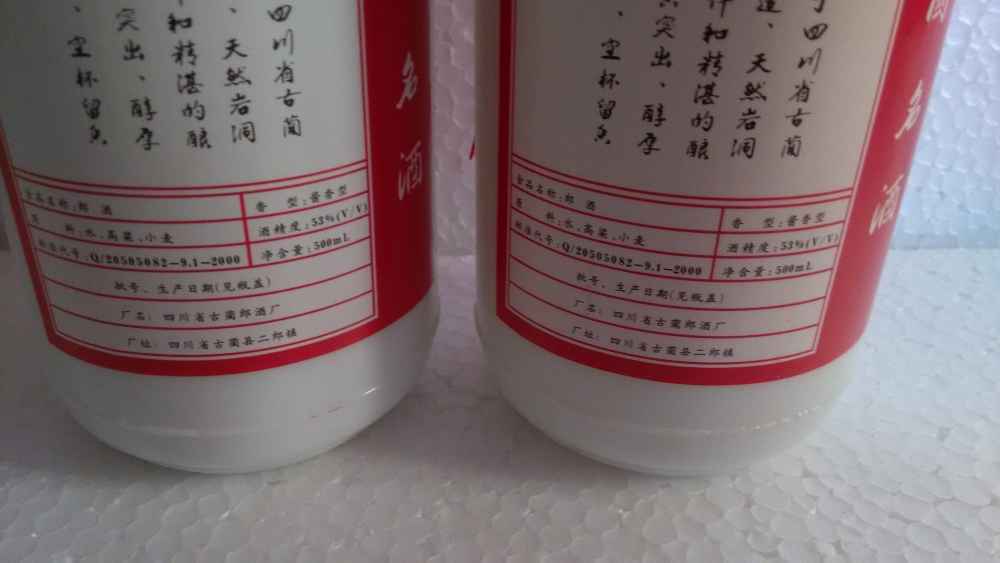 四川省古蔺
、天然岩洞
和精湛的酿
突出、醇厚
、空杯留香
名酒
食品名称:郎 酒
香 型:酱香型
原 料:水、高粱、小麦
酒精度:53%(V/V)
标准代号:Q/20505082-9.1-2000
净含量:500mL
批号、生产日期(见瓶盖)
厂名: 四川省古蔺郎酒厂
厂址: 四川省古蔺县二郎镇
四川省古蔺
、天然岩洞
和精湛的酿
突出、醇厚
、空杯留香
名酒
食品名称:郎 酒
香 型:酱香型
原 料:水、高粱、小麦
酒精度:53%(V/V)
标准代号:Q/20505082-9.1-2000
净含量:500mL
批号、生产日期(见瓶盖)
厂名: 四川省古蔺郎酒厂
厂址: 四川省古蔺县二郎镇